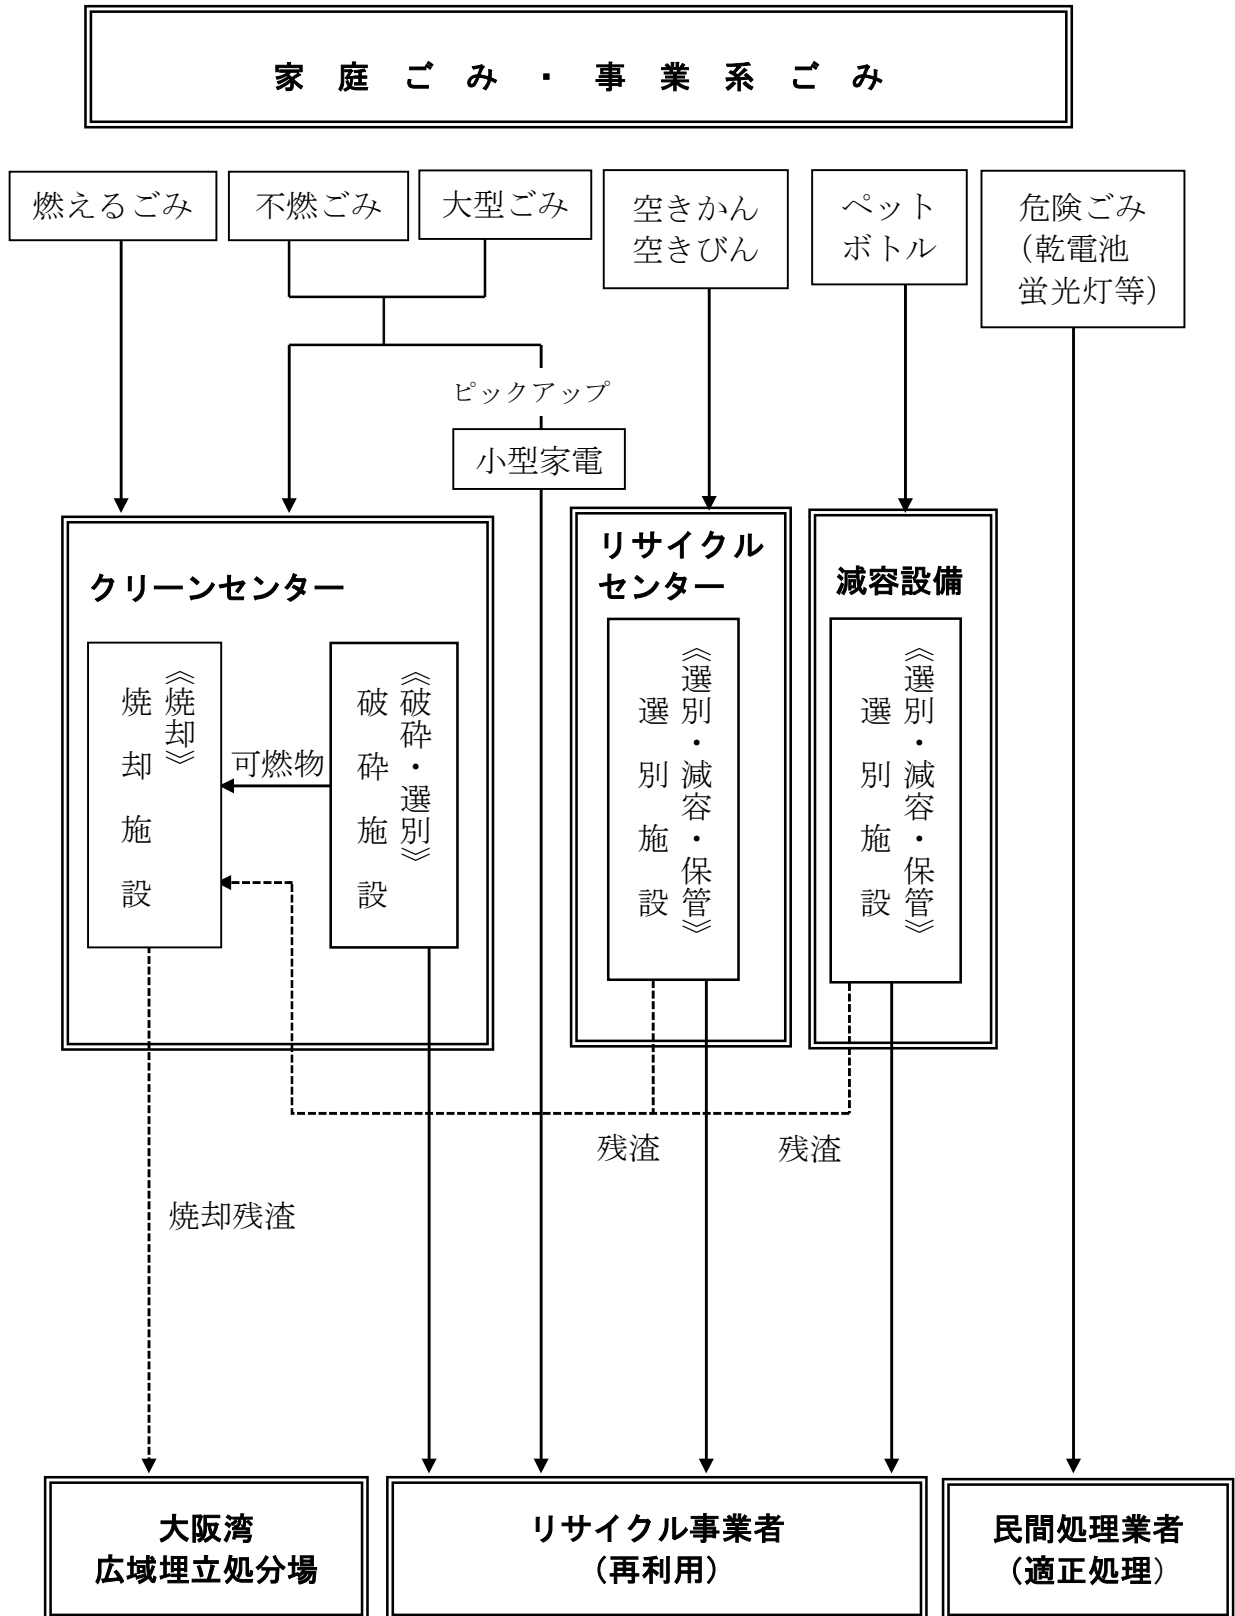 家庭ごみ・事業系ごみ
燃えるごみ
不燃ごみ
大型ごみ
空きかん
空きびん
ペット
ボトル
危険ごみ
（乾電池
蛍光灯等）
ピックアップ
小型家電
クリーンセンター
《焼却》
焼却施設
可燃物
《破砕・選別》
破砕施設
リサイクル
センター
《選別・減容・保管》
選別施設
減容設備
《選別・減容・保管》
選別施設
残渣
残渣
焼却残渣
大阪湾
広域埋立処分場
リサイクル事業者
（再利用）
民間処理業者
（適正処理）